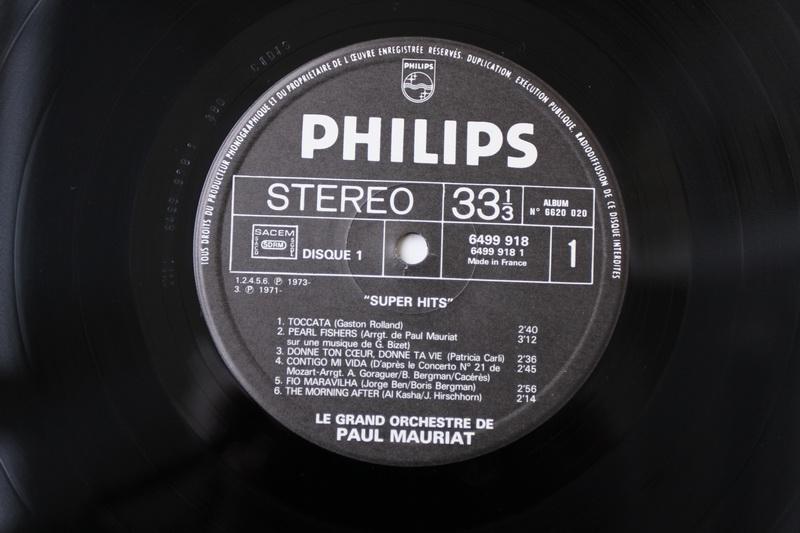 TOUS DROITS DU PRODUCTEUR PHONOGRAPHIQUE ET DU PROPRIETAIRE DE L'ŒUVRE ENREGISTRÉE RÉSERVÉS. DUPLICATION, EXECUTION PUBLIQUE, RADIODIFFUSION DE CE DISQUE INTERDITES
PHILIPS
PHILIPS
STEREO
33 1/3
ALBUM
N° 6620 020
SACEM
SDRM
DISQUE 1
6499 918
6499 918 1
Made in France
1
1.2.4.5.6. ℗ 1973-
3. ℗ 1971-
"SUPER HITS"
1. TOCCATA (Gaston Rolland) 2'40
2. PEARL FISHERS (Arrgt. de Paul Mauriat 3'12
sur une musique de G. Bizet)
3. DONNE TON CŒUR, DONNE TA VIE (Patricia Carli) 2'36
4. CONTIGO MI VIDA (D'après le Concerto N° 21 de 2'45
Mozart-Arrgt. A. Goraguer/B. Bergman/Cacérès)
5. FIO MARAVILHA (Jorge Ben/Boris Bergman) 2'56
6. THE MORNING AFTER (Al Kasha/J. Hirschhorn) 2'14
LE GRAND ORCHESTRE DE
PAUL MAURIAT